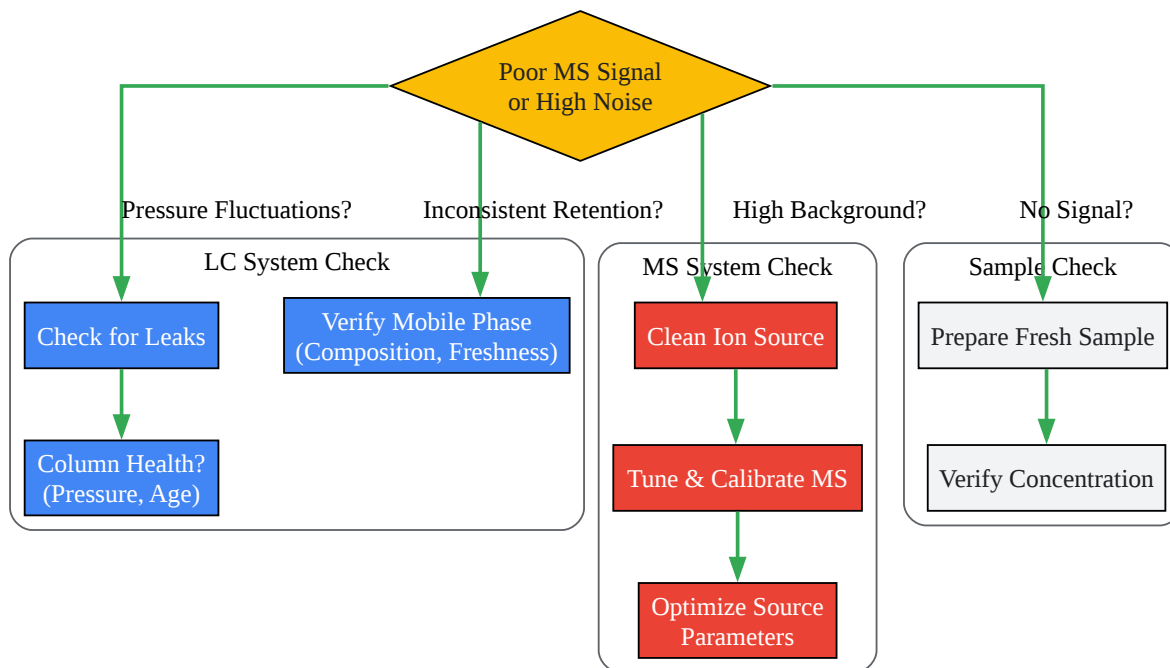 Poor MS Signal
or High Noise
Pressure Fluctuations?
Inconsistent Retention?
High Background?
No Signal?
LC System Check
MS System Check
Sample Check
Check for Leaks
Verify Mobile Phase
(Composition, Freshness)
Clean Ion Source
Prepare Fresh Sample
Column Health?
(Pressure, Age)
Tune & Calibrate MS
Verify Concentration
Optimize Source
Parameters